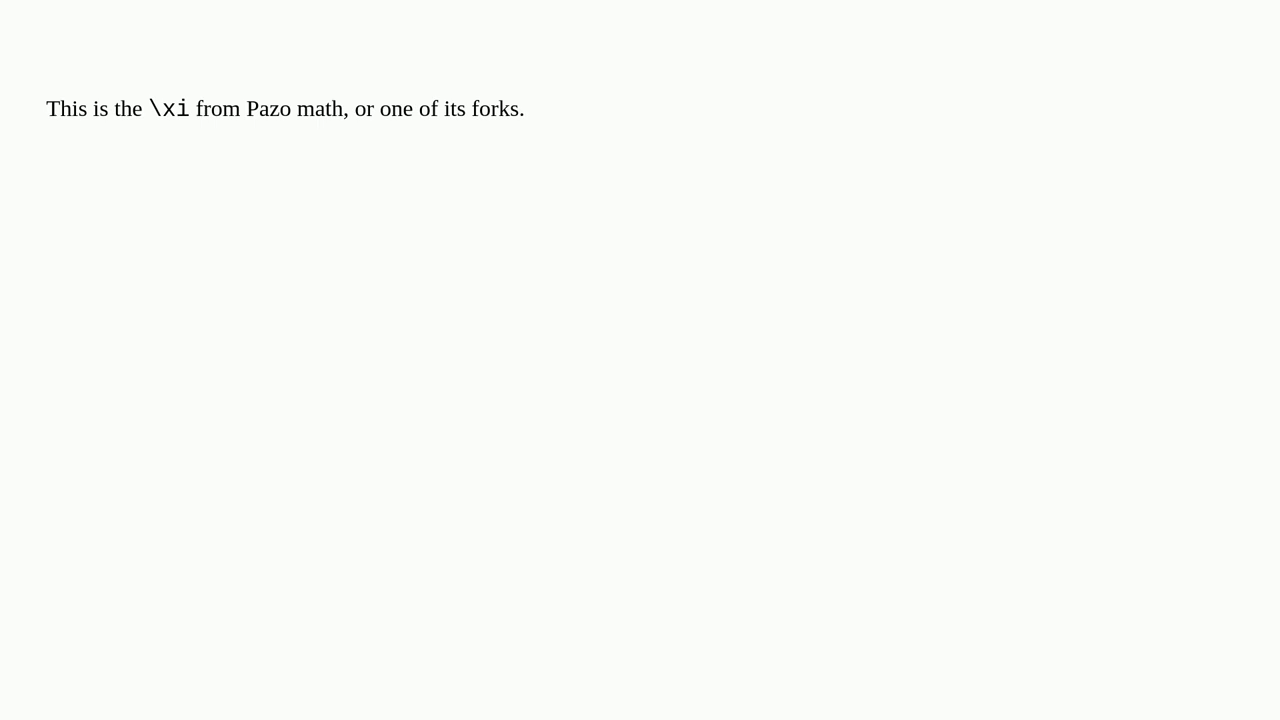 This is the \xi from Pazo math, or one of its forks.